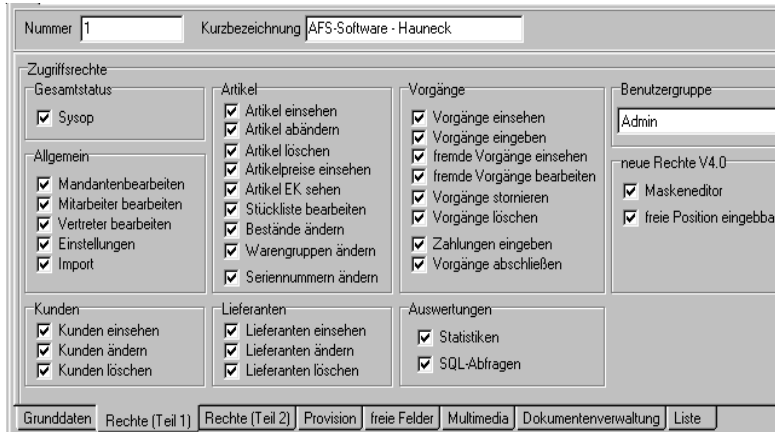 Nummer 1 Kurzbezeichnung AFS-Software - Hauneck
Zugriffsrechte
Gesamtstatus
Sysop
Allgemein
Mandantenbearbeiten
Mitarbeiter bearbeiten
Vertreter bearbeiten
Einstellungen
Import
Kunden
Kunden einsehen
Kunden ändern
Kunden löschen
Artikel
Artikel einsehen
Artikel abändern
Artikel löschen
Artikelpreise einsehen
Artikel EK sehen
Stückliste bearbeiten
Bestände ändern
Warengruppen ändern
Seriennummern ändern
Lieferanten
Lieferanten einsehen
Lieferanten ändern
Lieferanten löschen
Vorgänge
Vorgänge einsehen
Vorgänge eingeben
fremde Vorgänge einsehen
fremde Vorgänge bearbeiten
Vorgänge stornieren
Vorgänge löschen
Zahlungen eingeben
Vorgänge abschließen
Auswertungen
Statistiken
SQL-Abfragen
Benutzergruppe
Admin
neue Rechte V4.0
Maskeneditor
freie Position eingebba
Grunddaten Rechte (Teil 1) Rechte (Teil 2) Provision freie Felder Multimedia Dokumentenverwaltung Liste